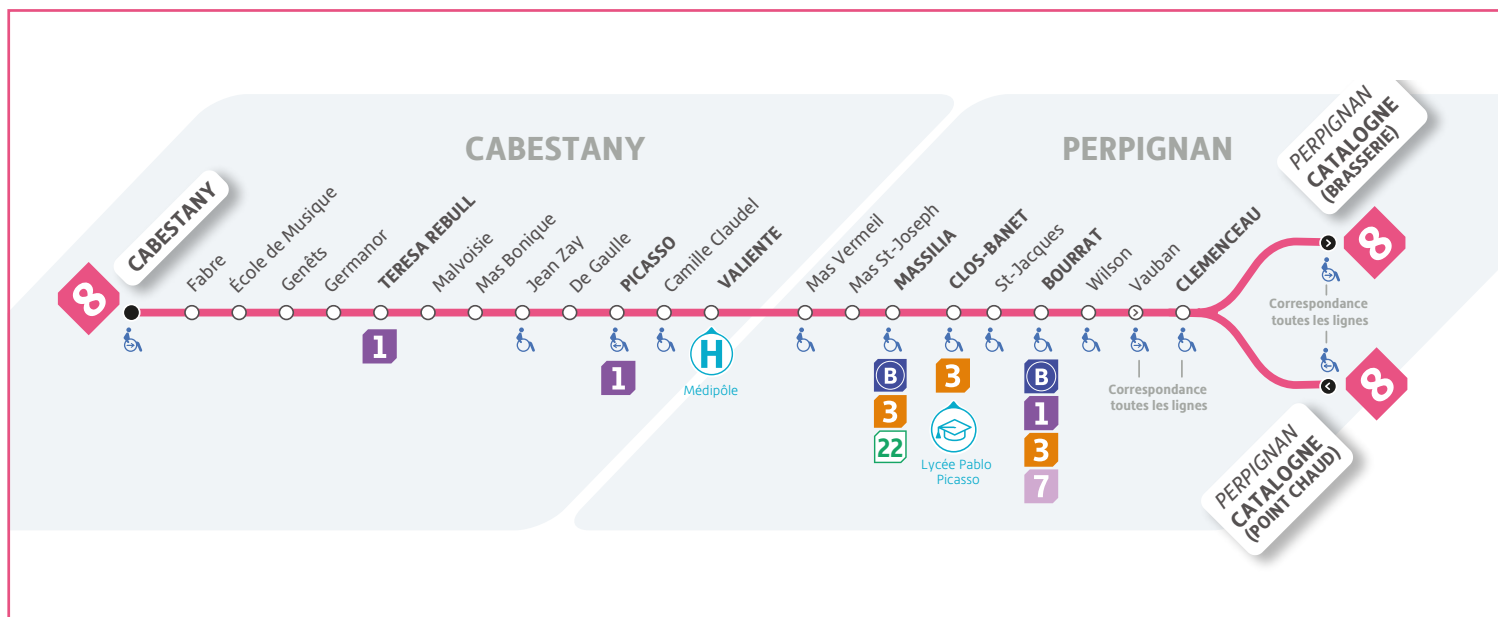 CABESTANY
PERPIGNAN
8
CABESTANY
Fabre
École de Musique
Genêts
Germanor
TERESA REBULL
Malvoisie
Mas Bonique
Jean Zay
De Gaulle
PICASSO
Camille Claudel
VALIENTE
Mas Vermeil
Mas St-Joseph
MASSILIA
CLOS-BANET
St-Jacques
BOURRAT
Wilson
Vauban
CLEMENCEAU
PERPIGNAN
CATALOGNE
(BRASSERIE)
8
Correspondance
toutes les lignes
1
1
H
Médipôle
B
3
22
3
Lycée Pablo
Picasso
B
1
3
7
Correspondance
toutes les lignes
8
PERPIGNAN
CATALOGNE
(POINT CHAUD)